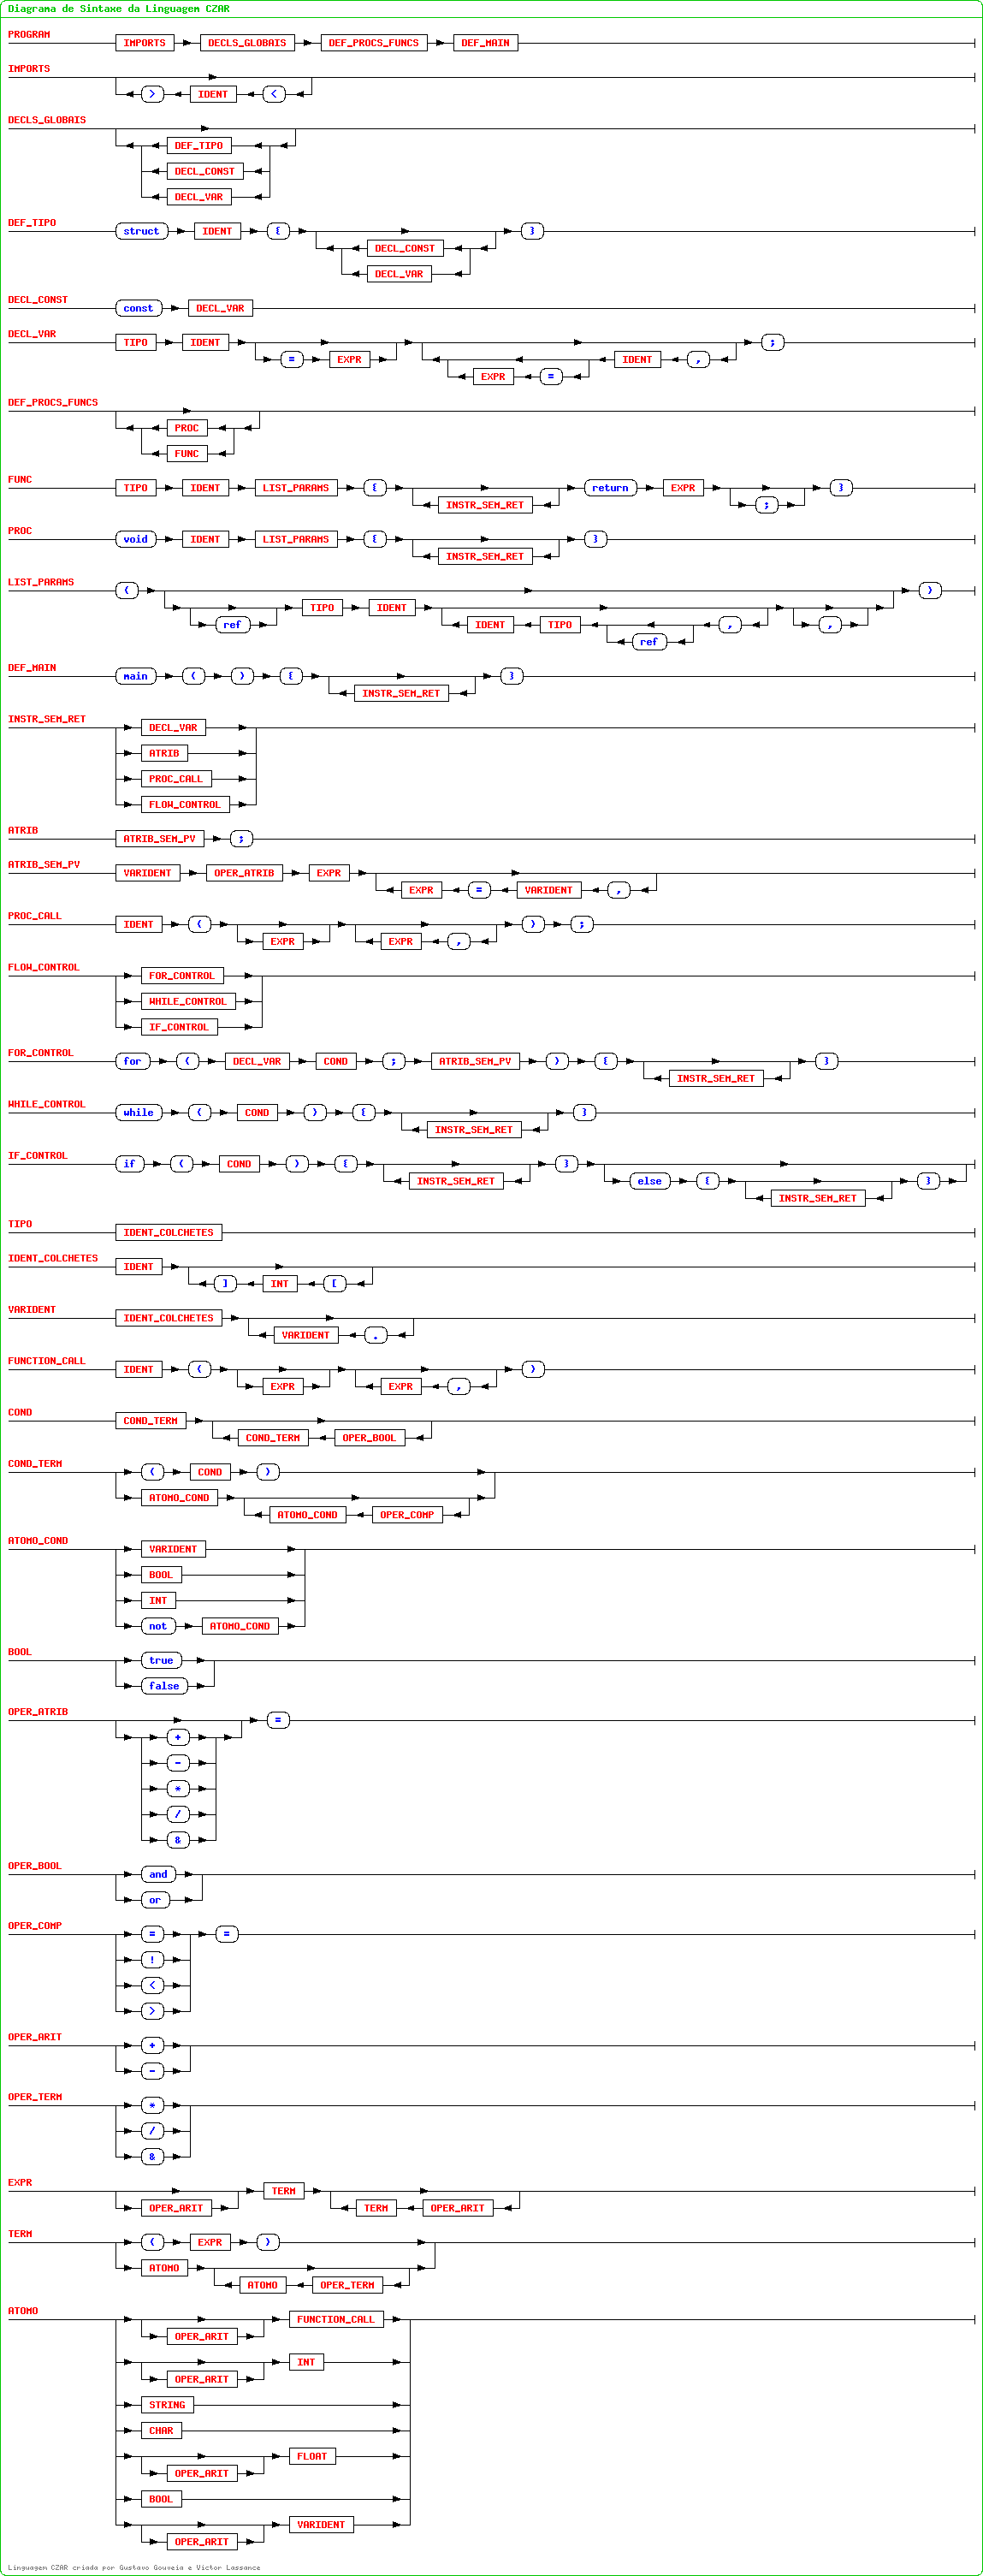 Diagrama de Sintaxe da Linguagem CZAR
PROGRAM IMPORTS DECLS_GLOBAIS DEF_PROCS_FUNCS DEF_MAIN
IMPORTS
> IDENT <
DECLS_GLOBAIS
DEF_TIPO
DECL_CONST
DECL_VAR
DEF_TIPO struct IDENT { }
DECL_CONST
DECL_VAR
DECL_CONST const DECL_VAR
DECL_VAR TIPO IDENT ;
= EXPR IDENT ,
EXPR =
DEF_PROCS_FUNCS
PROC
FUNC
FUNC TIPO IDENT LIST_PARAMS { return EXPR }
INSTR_SEM_RET ;
PROC void IDENT LIST_PARAMS { }
INSTR_SEM_RET
LIST_PARAMS ( )
TIPO IDENT
ref IDENT TIPO , ,
ref
DEF_MAIN main ( ) { }
INSTR_SEM_RET
INSTR_SEM_RET DECL_VAR
ATRIB
PROC_CALL
FLOW_CONTROL
ATRIB ATRIB_SEM_PV ;
ATRIB_SEM_PV VARIDENT OPER_ATRIB EXPR
EXPR = VARIDENT ,
PROC_CALL IDENT ( ) ;
EXPR EXPR ,
FLOW_CONTROL FOR_CONTROL
WHILE_CONTROL
IF_CONTROL
FOR_CONTROL for ( DECL_VAR COND ; ATRIB_SEM_PV ) { }
INSTR_SEM_RET
WHILE_CONTROL while ( COND ) { }
INSTR_SEM_RET
IF_CONTROL if ( COND ) { }
INSTR_SEM_RET else { }
INSTR_SEM_RET
TIPO IDENT_COLCHETES
IDENT_COLCHETES IDENT
] INT [
VARIDENT IDENT_COLCHETES
VARIDENT .
FUNCTION_CALL IDENT ( )
EXPR EXPR ,
COND COND_TERM
COND_TERM OPER_BOOL
COND_TERM ( COND )
ATOMO_COND
ATOMO_COND OPER_COMP
ATOMO_COND VARIDENT
BOOL
INT
not ATOMO_COND
BOOL true
false
OPER_ATRIB =
+
-
*
/
&
OPER_BOOL and
or
OPER_COMP = =
!
<
>
OPER_ARIT +
-
OPER_TERM *
/
&
EXPR TERM
OPER_ARIT TERM OPER_ARIT
TERM ( EXPR )
ATOMO
ATOMO OPER_TERM
ATOMO FUNCTION_CALL
OPER_ARIT
INT
OPER_ARIT
STRING
CHAR
FLOAT
OPER_ARIT
BOOL
VARIDENT
OPER_ARIT
Linguagem CZAR criada por Gustavo Gouveia e Victor Lassance